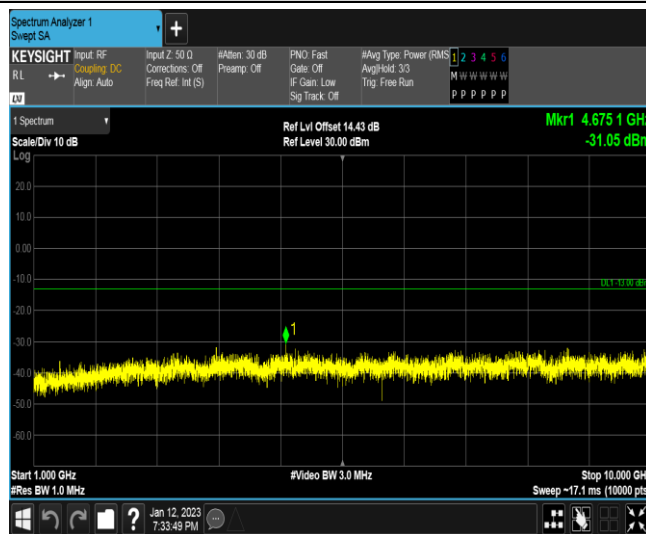 Spectrum Analyzer 1
Swept SA
+
KEYSIGHT
RL
LXI
Input: RF
Coupling: DC
Align: Auto
Input Z: 50 Ω
Corrections: Off
Freq Ref: Int (S)
#Atten: 30 dB
Preamp: Off
PNO: Fast
Gate: Off
IF Gain: Low
Sig Track: Off
#Avg Type: Power (RMS
Avg|Hold: 3/3
Trig: Free Run
1 2 3 4 5 6
M W W W W W
P P P P P P
1 Spectrum
Scale/Div 10 dB
Log
Ref Lvl Offset 14.43 dB
Ref Level 30.00 dBm
Mkr1 4.675 1 GHz
-31.05 dBm
20.0
10.0
0.00
-10.0
DL1 -13.00 dBm
-20.0
1
-30.0
-40.0
-50.0
-60.0
Start 1.000 GHz
#Res BW 1.0 MHz
#Video BW 3.0 MHz
Stop 10.000 GH
Sweep ~17.1 ms (10000 pts
?
Jan 12, 2023
7:33:49 PM